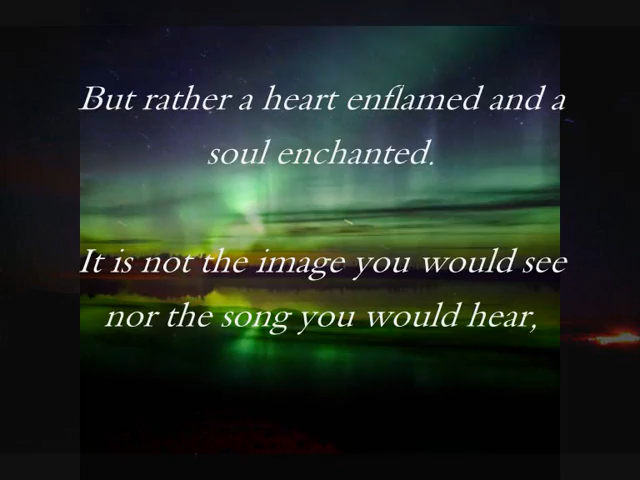 But rather a heart enflamed and a
soul enchanted.
It is not the image you would see
nor the song you would hear,